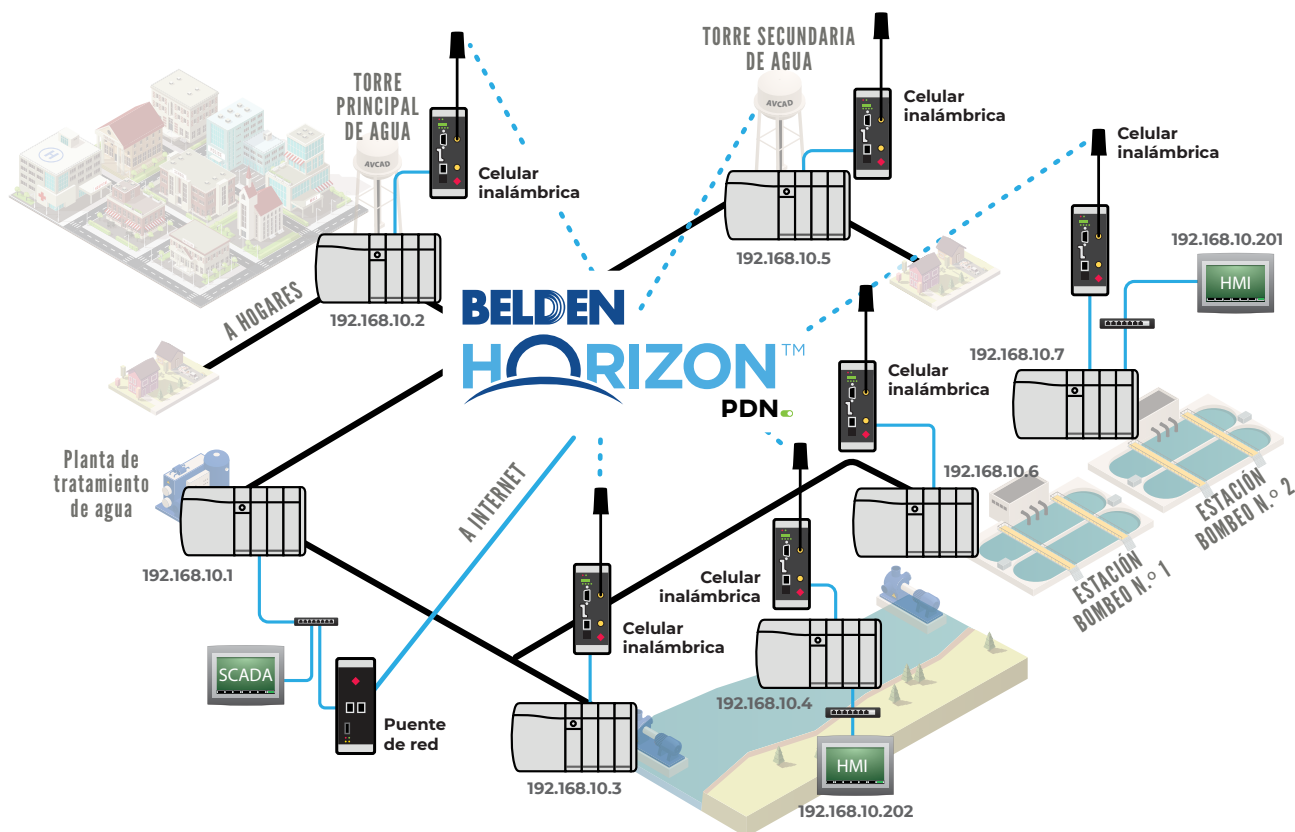 TORRE SECUNDARIA
DE AGUA
TORRE
PRINCIPAL
DE AGUA
AVCAD
Celular
inalámbrica
AVCAD
Celular
inalámbrica
Celular
inalámbrica
192.168.10.201
HMI
192.168.10.5
192.168.10.2
A HOGARES
BELDEN
HORIZON™
PDN
192.168.10.7
Celular
inalámbrica
Planta de
tratamiento
de agua
A INTERNET
192.168.10.6
ESTACIÓN
BOMBEO N.º 2
ESTACIÓN
BOMBEO N.º 1
192.168.10.1
Celular
inalámbrica
Celular
inalámbrica
SCADA
Puente
de red
192.168.10.4
192.168.10.3
HMI
192.168.10.202